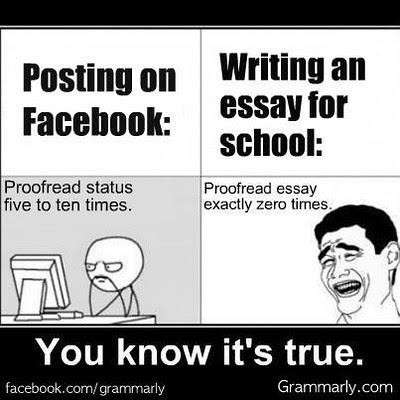 Posting on
Facebook:
Writing an
essay for
school:
Proofread status
five to ten times.
Proofread essay
exactly zero times.
You know it's true.
facebook.com/grammarly
Grammarly.com